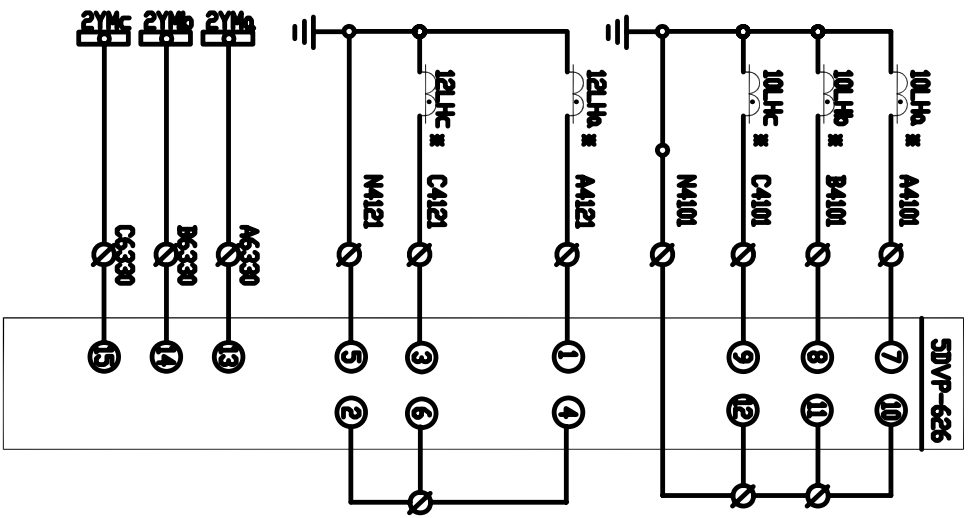 2YMc 2YMb 2YMa
12LHc ※
12LHa ※
10LHc ※
10LHb ※
10LHa ※
N4121
C4121
A4121
N4101
C4101
B4101
A4101
C6330
B6330
A6330
15 14 13 5 3 1 9 8 7
2 6 4 12 11 10
5DVP-626